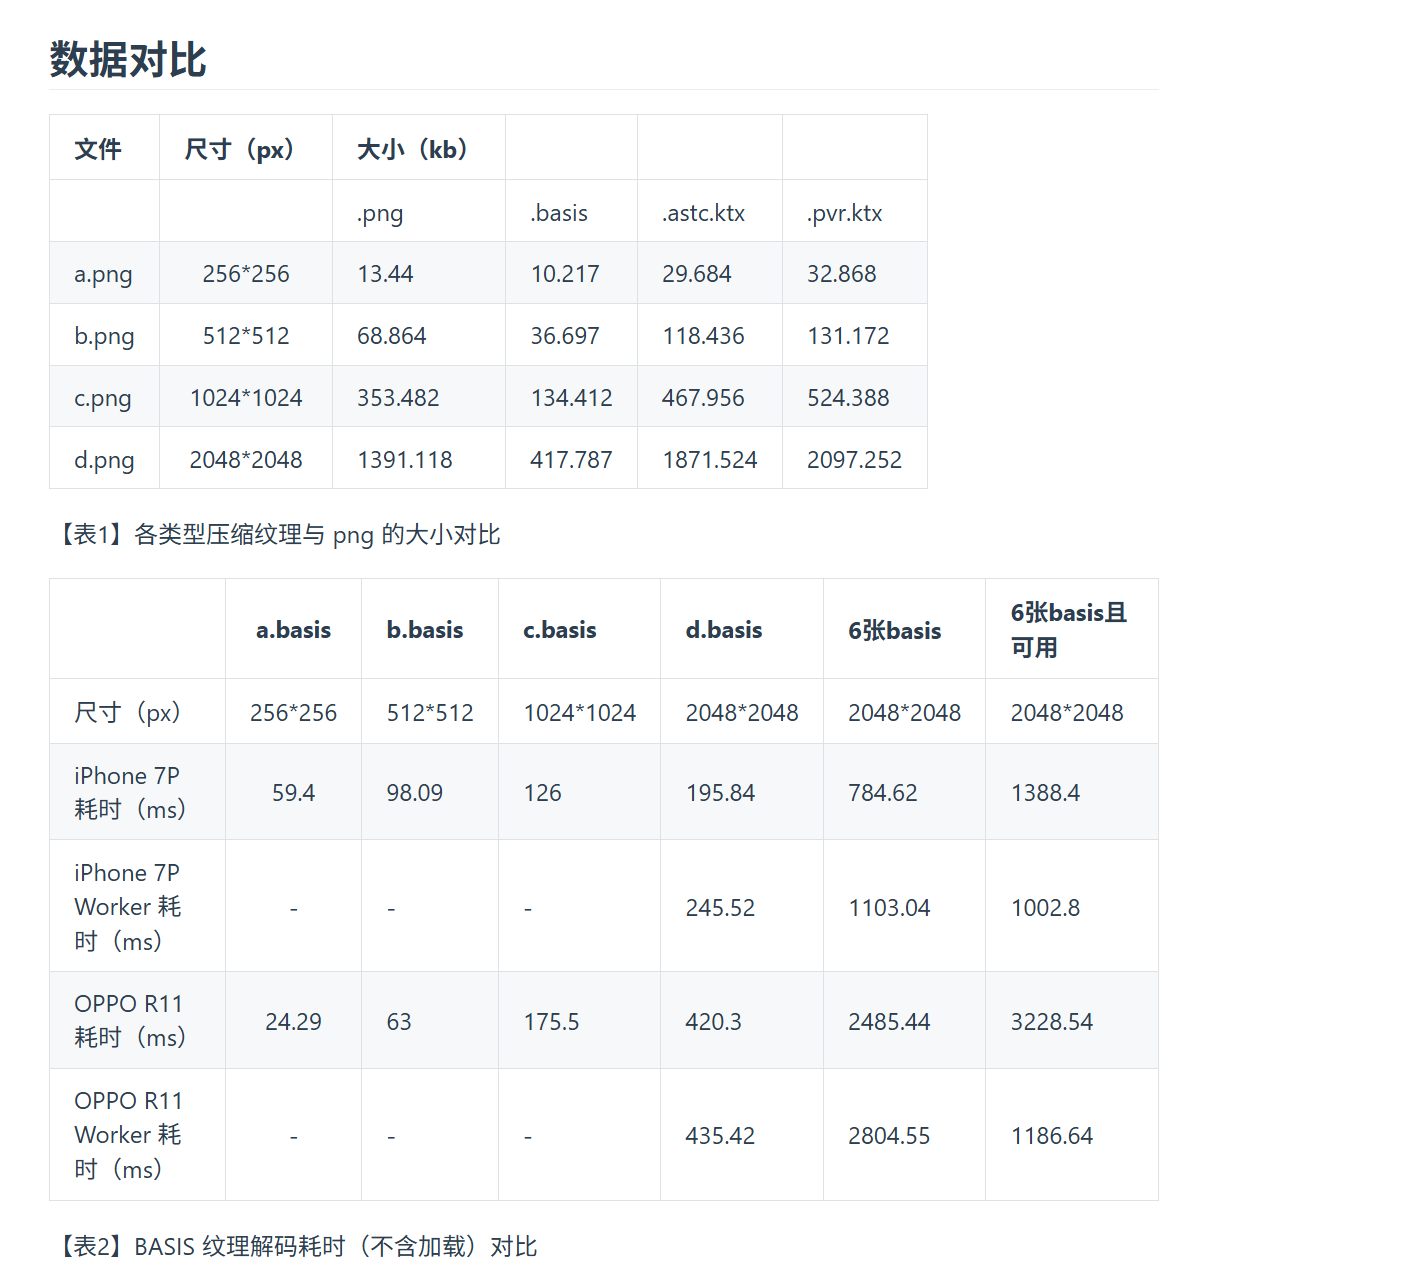 数据对比
文件 尺寸（px） 大小（kb）
.png .basis .astc.ktx .pvr.ktx
a.png 256*256 13.44 10.217 29.684 32.868
b.png 512*512 68.864 36.697 118.436 131.172
c.png 1024*1024 353.482 134.412 467.956 524.388
d.png 2048*2048 1391.118 417.787 1871.524 2097.252
【表1】各类型压缩纹理与 png 的大小对比
a.basis b.basis c.basis d.basis 6张basis 6张basis且
可用
尺寸（px） 256*256 512*512 1024*1024 2048*2048 2048*2048 2048*2048
iPhone 7P
耗时（ms） 59.4 98.09 126 195.84 784.62 1388.4
iPhone 7P
Worker 耗
时（ms） - - - 245.52 1103.04 1002.8
OPPO R11
耗时（ms） 24.29 63 175.5 420.3 2485.44 3228.54
OPPO R11
Worker 耗
时（ms） - - - 435.42 2804.55 1186.64
【表2】BASIS 纹理解码耗时（不含加载）对比